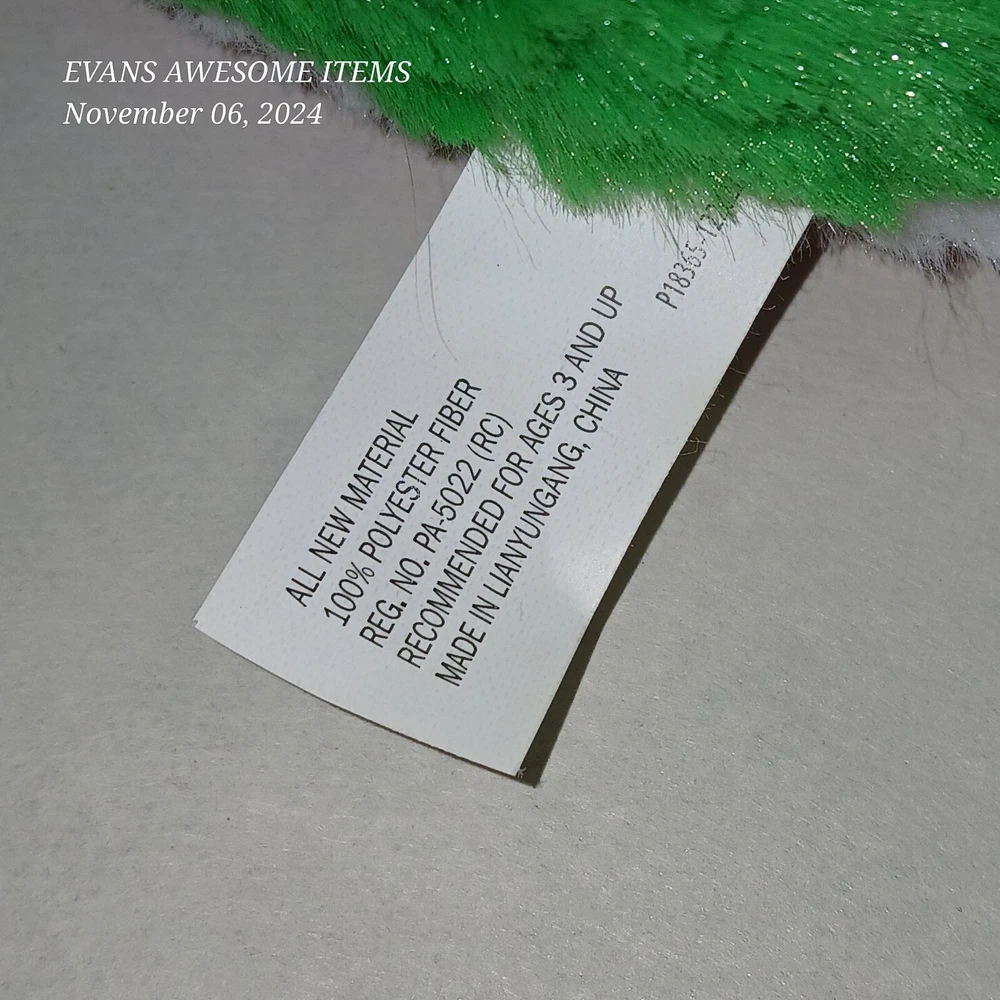 EVANS AWESOME ITEMS
November 06, 2024
ALL NEW MATERIAL
100% POLYESTER FIBER
REG. NO. PA-5022 (RC)
RECOMMENDED FOR AGES 3 AND UP
MADE IN LIANYUNGANG, CHINA